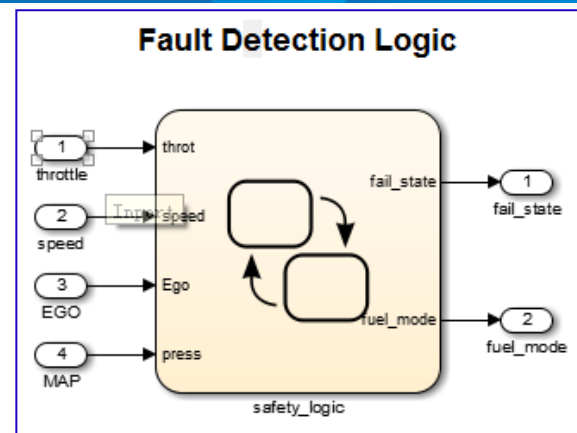 Fault Detection Logic
1
throttle
throt
2
speed
Inport
speed
3
EGO
Ego
4
MAP
press
fail_state
1
fail_state
fuel_mode
2
fuel_mode
safety_logic